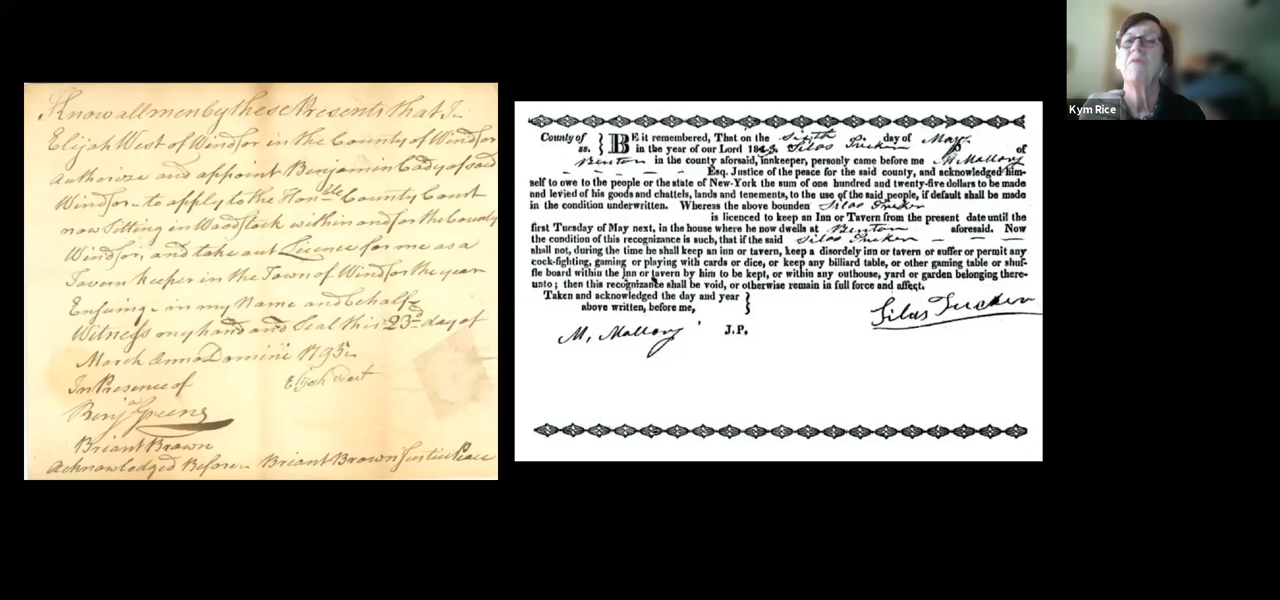 Know all men by these Presents that I
Elijah West of Windsor in the County of Windsor
authorize and appoint Benjamin Cady of said
Windsor to apply to the Honble County Court
now Sitting in Woodstock within and for the County
Windsor, and take out Licence for me as a
Tavern keeper in the Town of Windsor the year
Ensuing in my Name and behalf
Witness my hand and Seal this 23d day of
March Anno Domini 1795
In Presence of
Elijah West
Benja Greene
Briant Brown
Acknowledged Before Briant Brown Justice Peace
County of
ss.
BE it remembered, That on the sixth day of May
in the year of our Lord 184 Silas Tucker of
Benton in the county aforsaid, innkeeper, personly came before me M Mallory
Esq. Justice of the peace for the said county, and acknowledged him-
self to owe to the people or the state of New-York the sum of one hundred and twenty-five dollars to be made
and levied of his goods and chattels, lands and tenements, to the use of the said people, if default shall be made
in the condition underwritten. Whereas the above bounden Silas Tucker
is licenced to keep an Inn or Tavern from the present date until the
first Tuesday of May next, in the house where he now dwells at Benton aforesaid. Now
the condition of this recognizance is such, that if the said Silas Tucker
shall not, during the time he shall keep an inn or tavern, keep a disordely inn or tavern or suffer or permit any
cock-fighting, gaming or playing with cards or dice, or keep any billiard table, or other gaming table or shuf-
fle board within the inn or tavern by him to be kept, or within any outhouse, yard or garden belonging there-
unto; then this recognizance shall be void, or otherwise remain in full force and affect.
Taken and acknowledged the day and year
above written, before me,
Silas Tucker
M, Mallory J.P.
Kym Rice